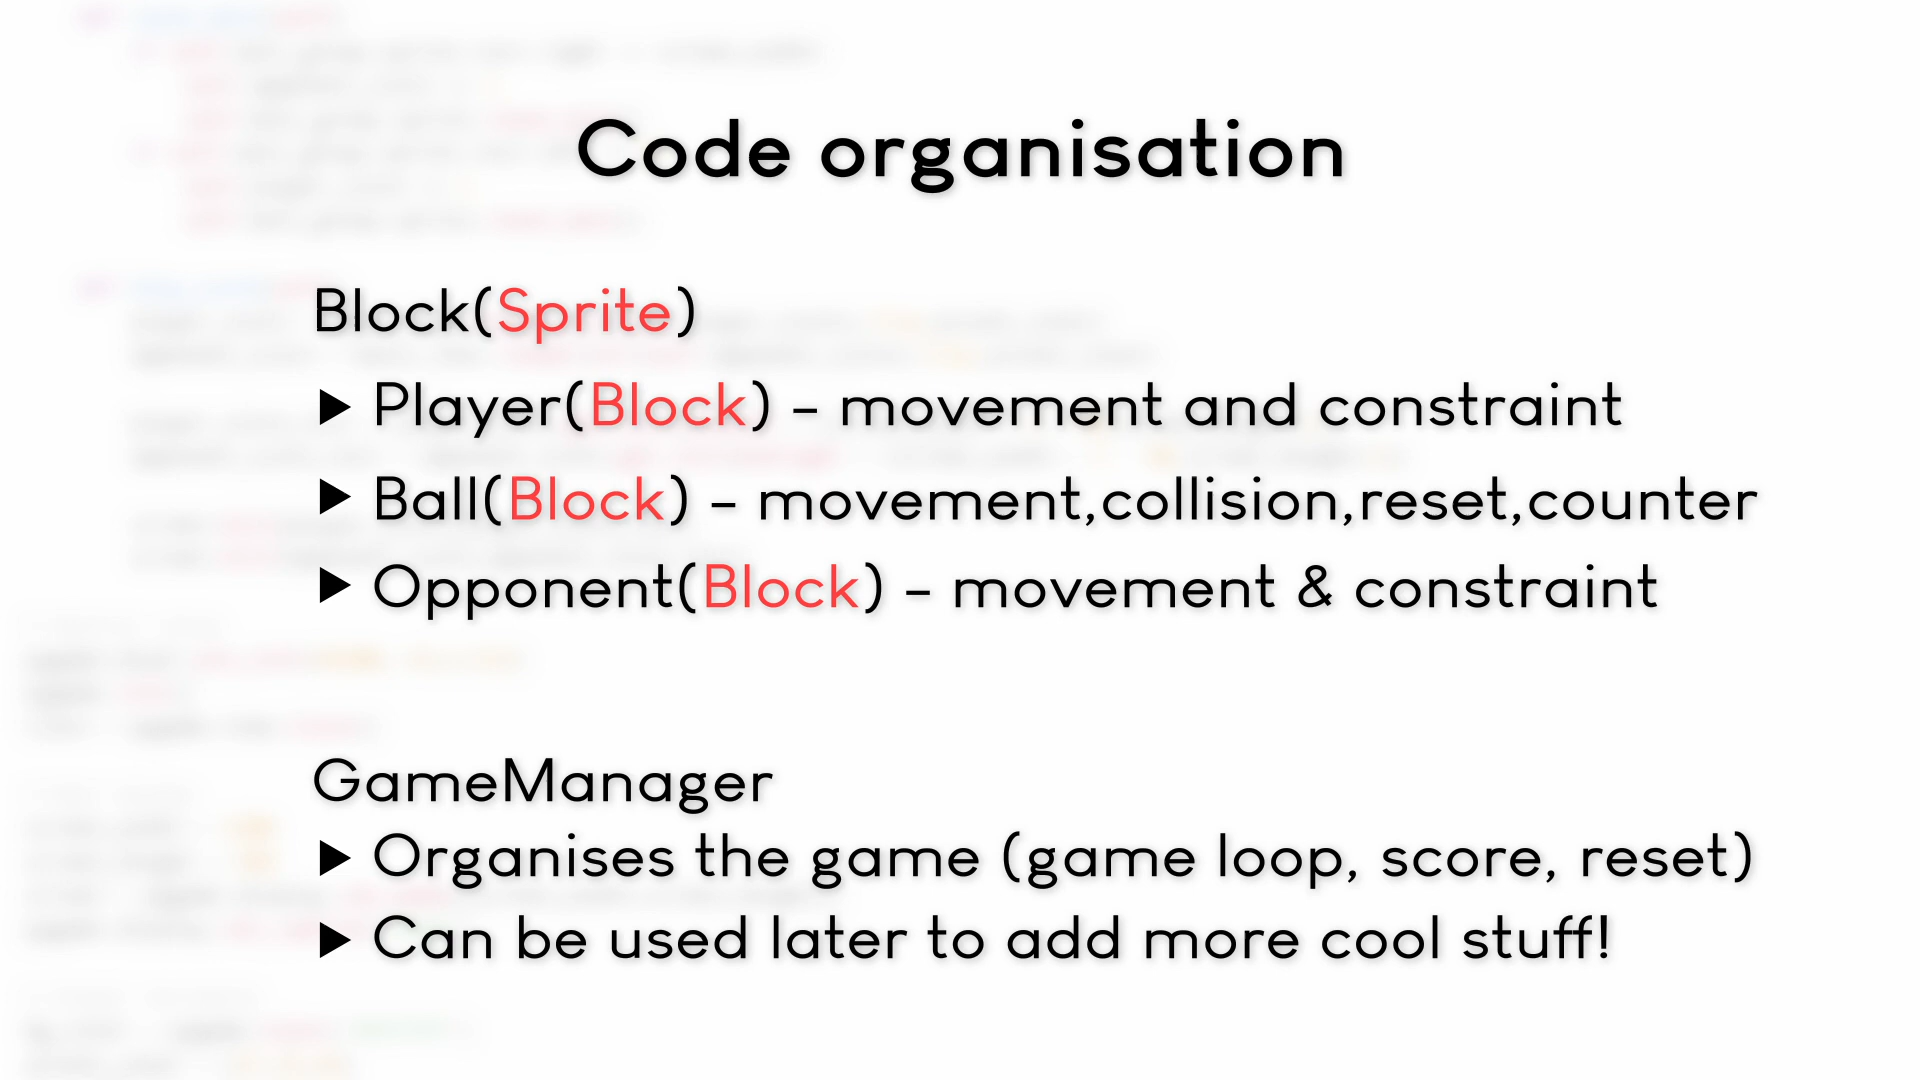 Code organisation
Block(Sprite)
▶ Player(Block) – movement and constraint
▶ Ball(Block) – movement,collision,reset,counter
▶ Opponent(Block) – movement & constraint
GameManager
▶ Organises the game (game loop, score, reset)
▶ Can be used later to add more cool stuff!